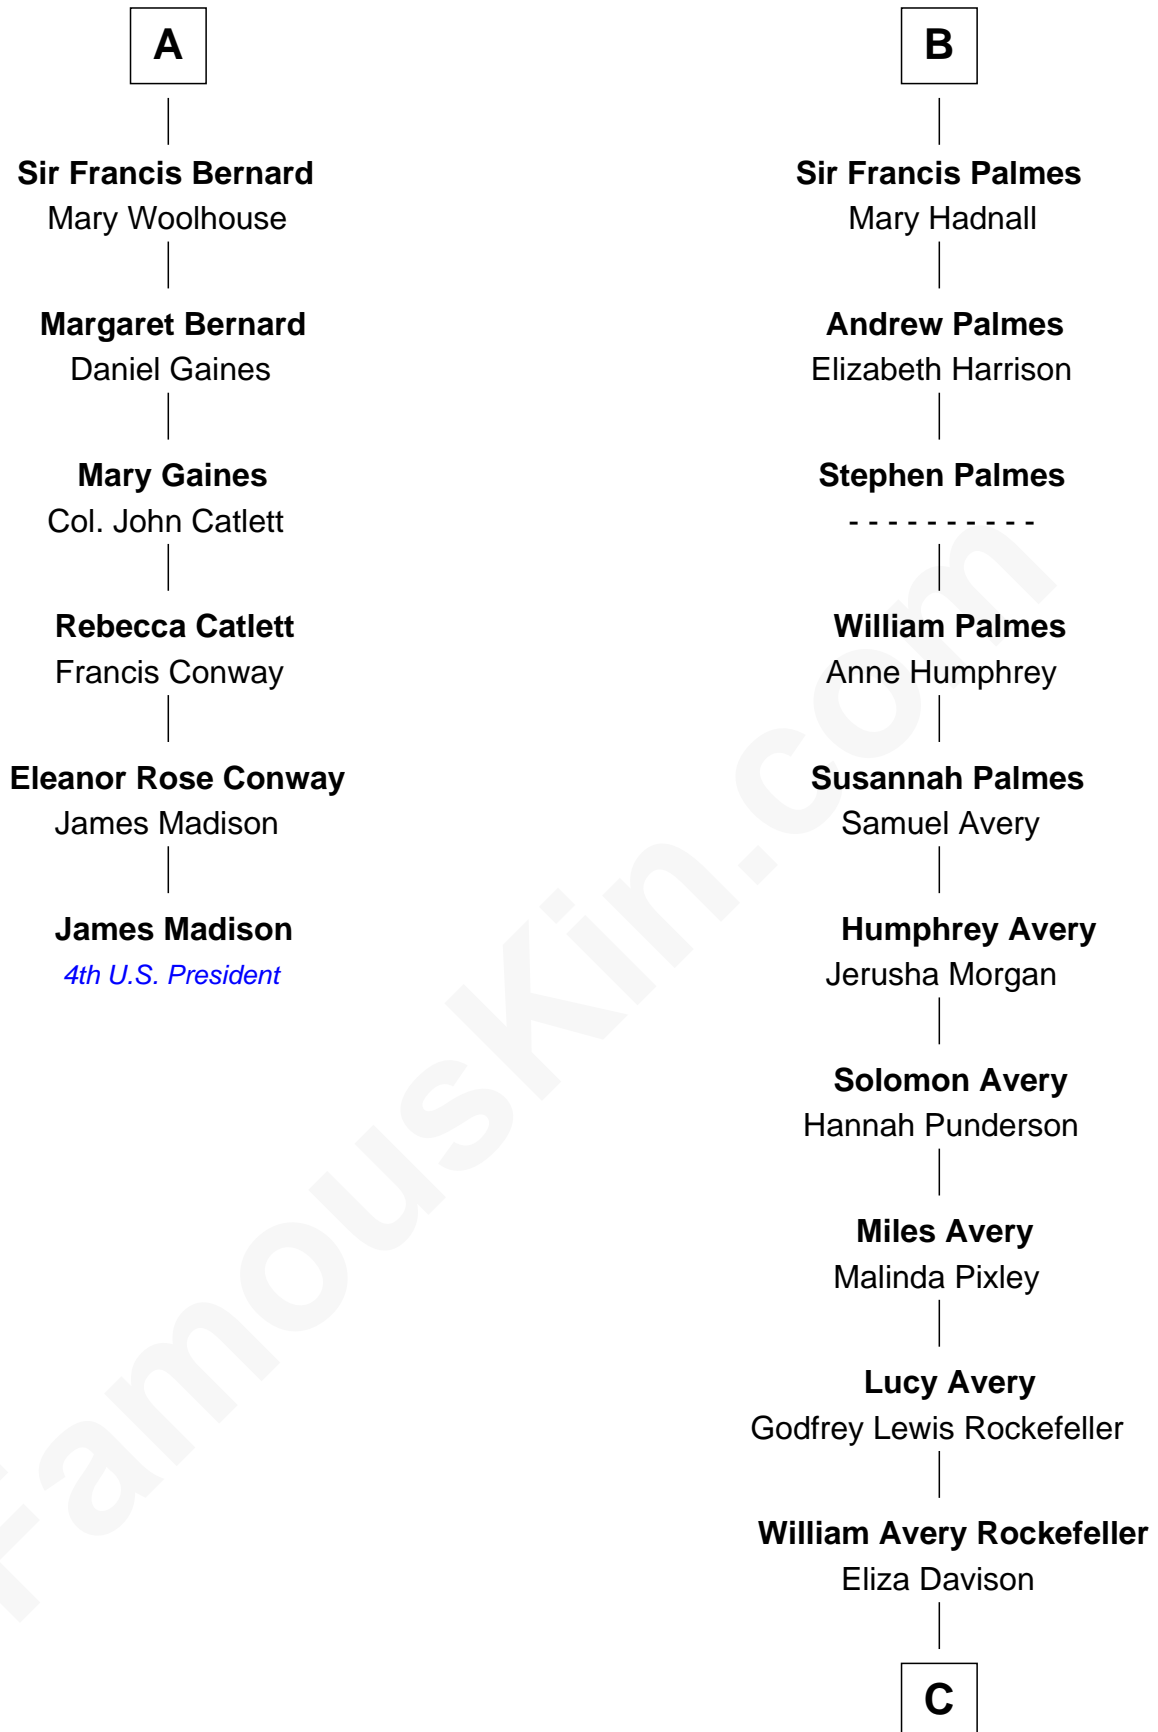 A
Sir Francis Bernard
Mary Woolhouse
Margaret Bernard
Daniel Gaines
Mary Gaines
Col. John Catlett
Rebecca Catlett
Francis Conway
Eleanor Rose Conway
James Madison
James Madison
4th U.S. President
B
Sir Francis Palmes
Mary Hadnall
Andrew Palmes
Elizabeth Harrison
Stephen Palmes
- - - - - - - - - -
William Palmes
Anne Humphrey
Susannah Palmes
Samuel Avery
Humphrey Avery
Jerusha Morgan
Solomon Avery
Hannah Punderson
Miles Avery
Malinda Pixley
Lucy Avery
Godfrey Lewis Rockefeller
William Avery Rockefeller
Eliza Davison
C
FamousKin.com